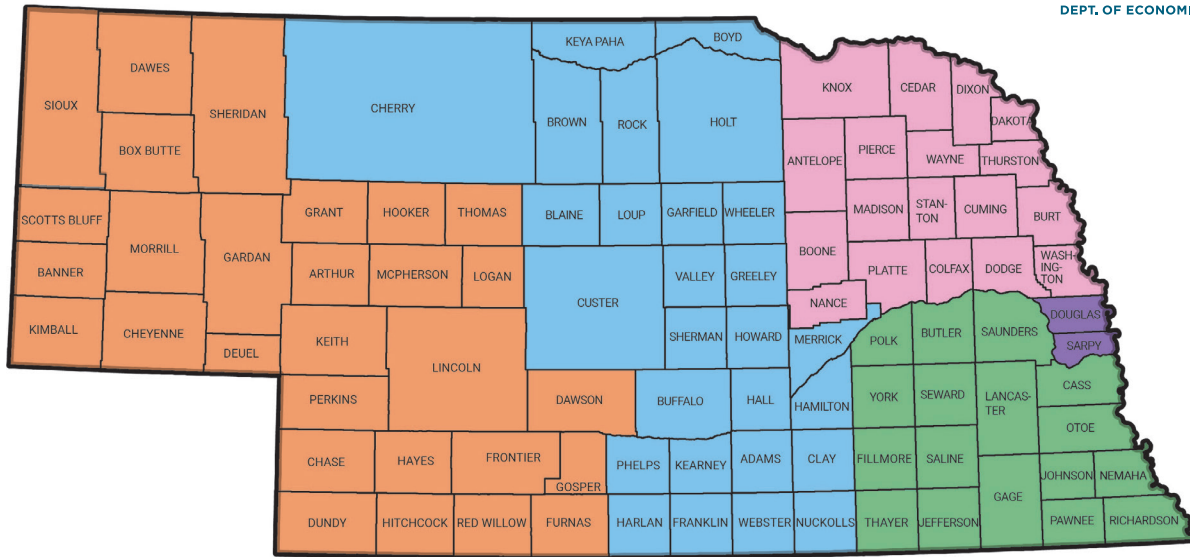 DEPT. OF ECONOMI
KEYA PAHA
BOYD
DAWES
SIOUX
SHERIDAN
CHERRY
BROWN
ROCK
HOLT
KNOX
CEDAR
DIXON
DAKOTA
BOX BUTTE
ANTELOPE
PIERCE
WAYNE
THURSTON
SCOTTS BLUFF
MORRILL
GARDAN
GRANT
HOOKER
THOMAS
BLAINE
LOUP
GARFIELD
WHEELER
MADISON
STAN-
TON
CUMING
BURT
BANNER
ARTHUR
MCPHERSON
LOGAN
CUSTER
VALLEY
GREELEY
BOONE
PLATTE
COLFAX
DODGE
WASH-
ING-
TON
NANCE
KIMBALL
CHEYENNE
DEUEL
KEITH
LINCOLN
SHERMAN
HOWARD
MERRICK
POLK
BUTLER
SAUNDERS
DOUGLAS
SARPY
PERKINS
DAWSON
BUFFALO
HALL
HAMILTON
YORK
SEWARD
LANCAS-
TER
CASS
OTOE
CHASE
HAYES
FRONTIER
GOSPER
PHELPS
KEARNEY
ADAMS
CLAY
FILLMORE
SALINE
GAGE
JOHNSON
NEMAHA
DUNDY
HITCHCOCK
RED WILLOW
FURNAS
HARLAN
FRANKLIN
WEBSTER
NUCKOLLS
THAYER
JEFFERSON
PAWNEE
RICHARDSON